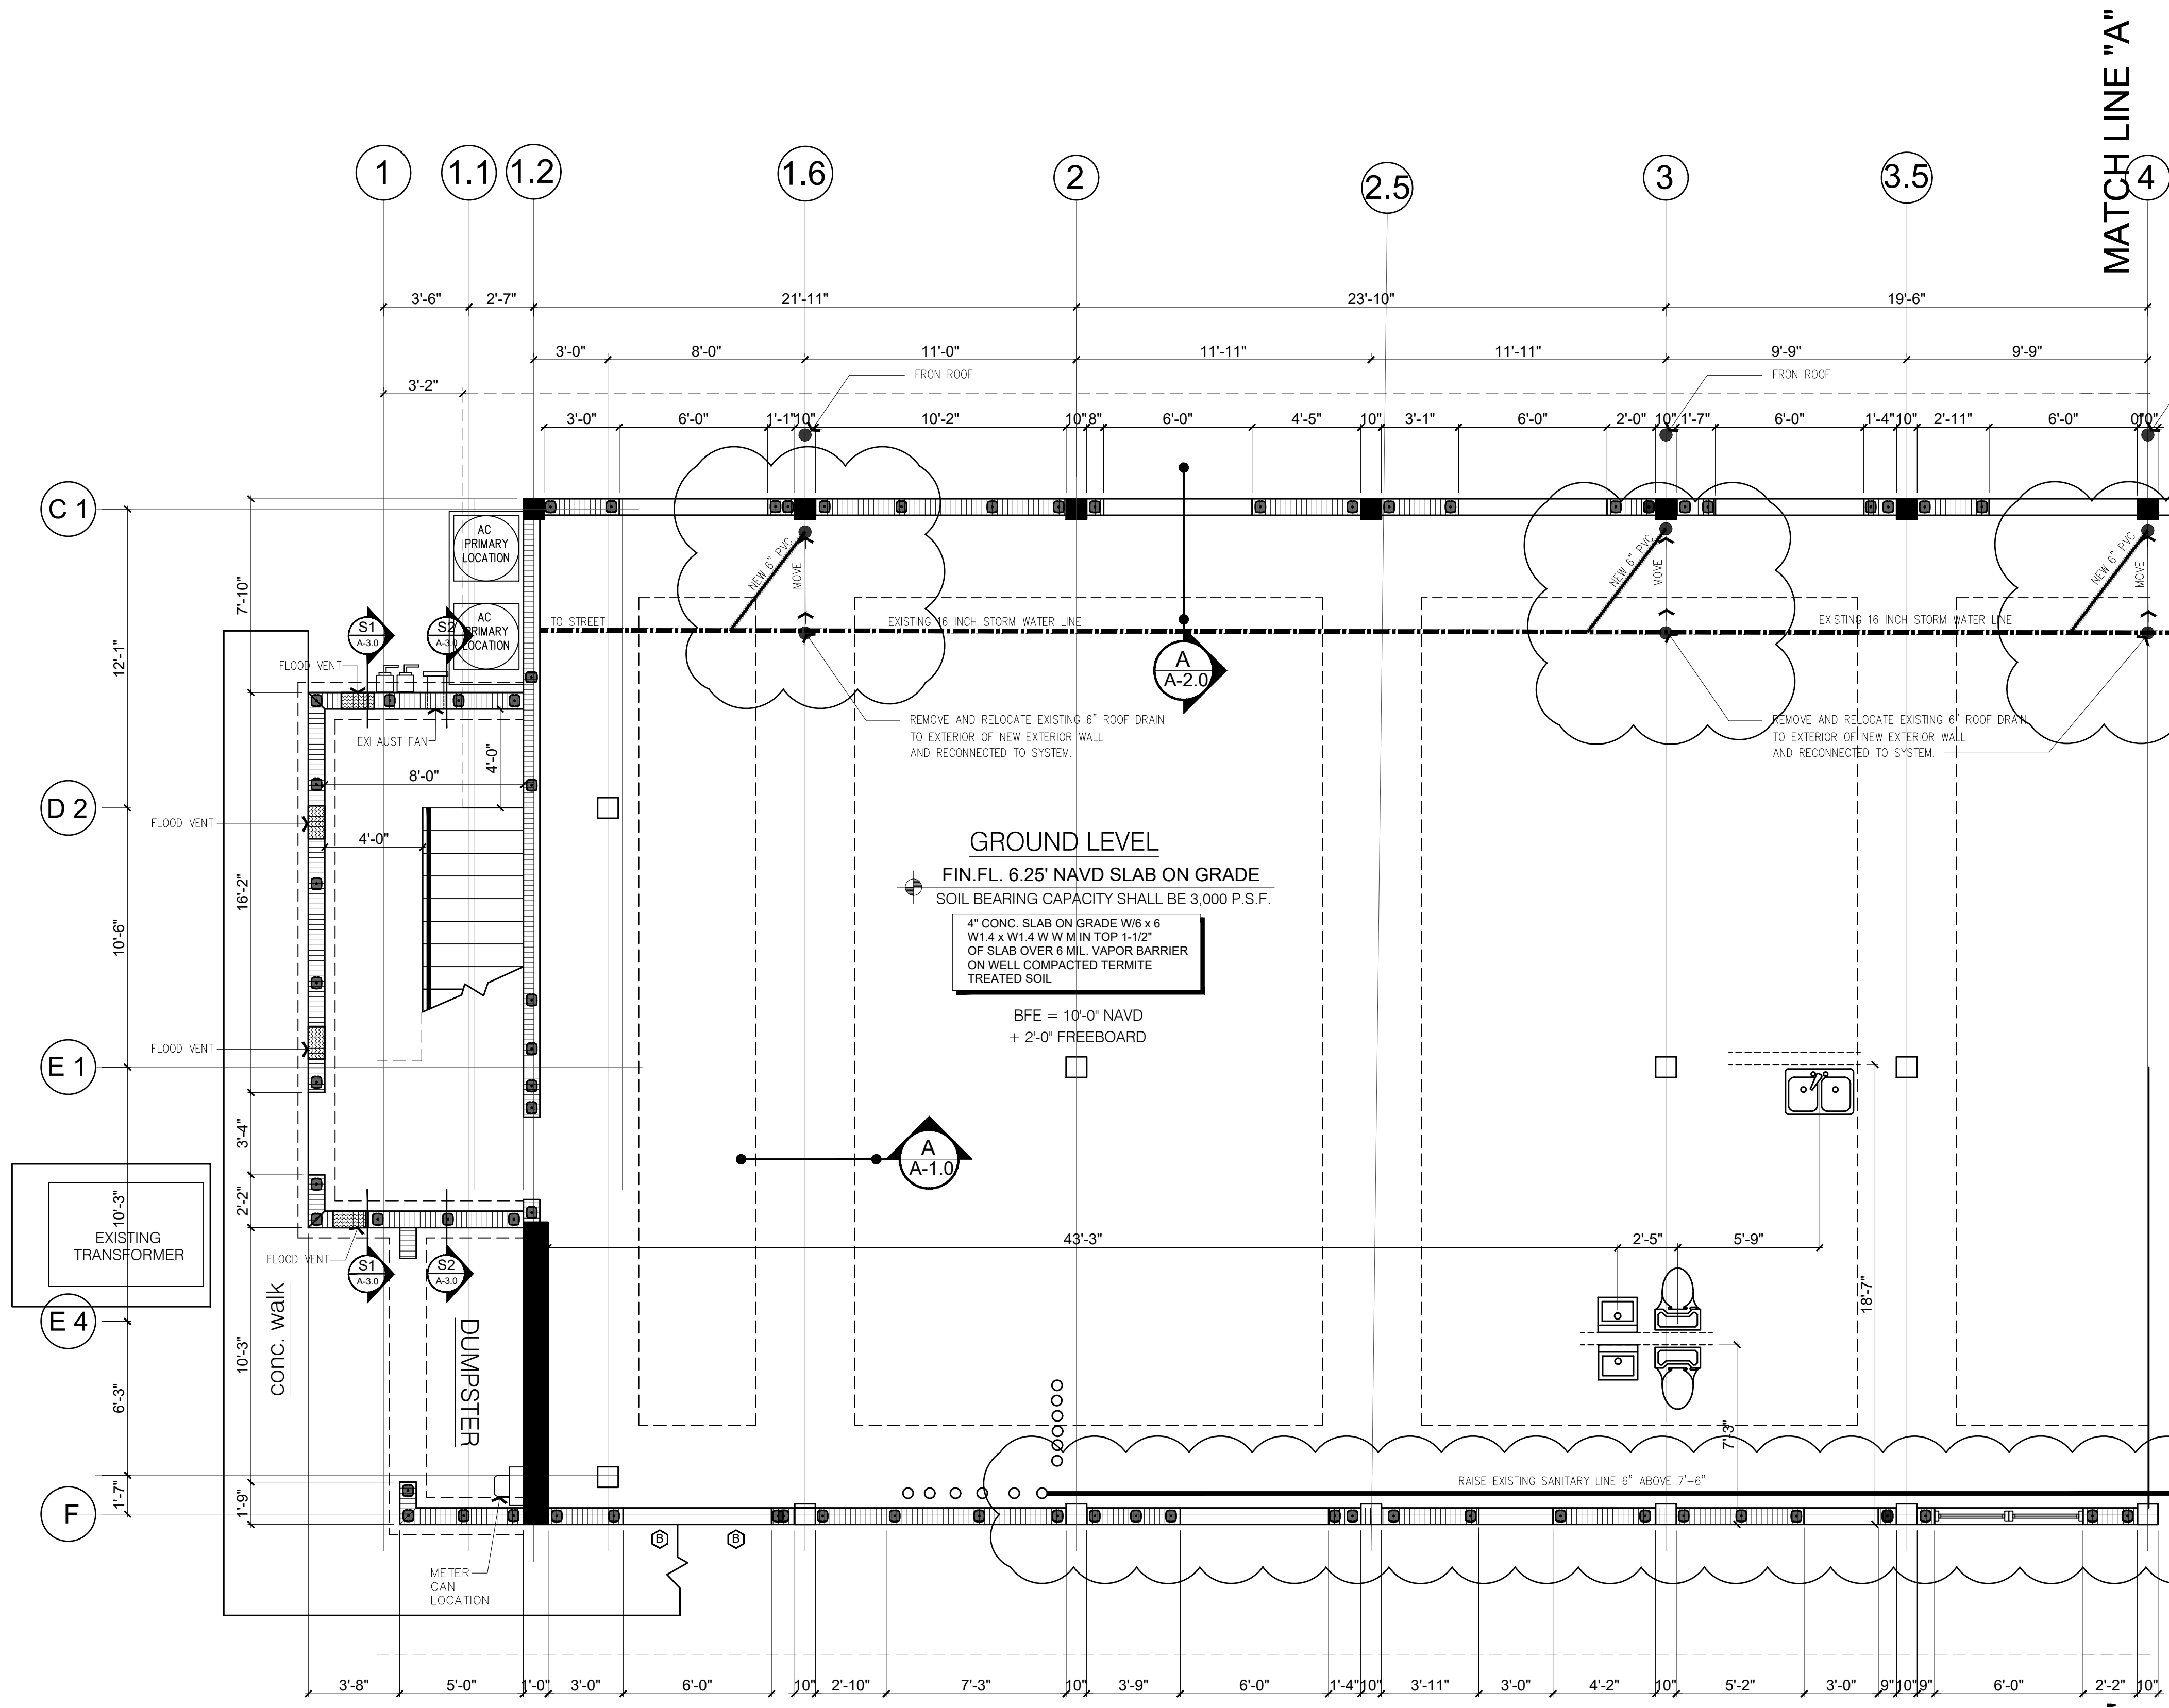 MATCH LINE "A"
1
1.1
1.2
1.6
2
2.5
3
3.5
4
3'-6"
2'-7"
21'-11"
23'-10"
19'-6"
3'-0"
8'-0"
11'-0"
11'-11"
11'-11"
9'-9"
9'-9"
3'-2"
FRON ROOF
FRON ROOF
3'-0"
6'-0"
1'-1"
10"
10'-2"
10"
8"
6'-0"
4'-5"
10"
3'-1"
6'-0"
2'-0"
10"
1'-7"
6'-0"
1'-4"
10"
2'-11"
6'-0"
C 1
D 2
E 1
E 4
F
12'-1"
10'-6"
10'-3"
6'-3"
1'-7"
7'-10"
16'-2"
3'-4"
2'-2"
10'-3"
1'-9"
AC
PRIMARY
LOCATION
AC
PRIMARY
LOCATION
S1
A-3.0
S2
A-3.0
NEW 6" PVC
MOVE
NEW 6" PVC
MOVE
NEW 6" PVC
MOVE
TO STREET
EXISTING 16 INCH STORM WATER LINE
EXISTING 16 INCH STORM WATER LINE
FLOOD VENT
EXHAUST FAN
A
A-2.0
REMOVE AND RELOCATE EXISTING 6" ROOF DRAIN
TO EXTERIOR OF NEW EXTERIOR WALL
AND RECONNECTED TO SYSTEM.
REMOVE AND RELOCATE EXISTING 6" ROOF DRAIN
TO EXTERIOR OF NEW EXTERIOR WALL
AND RECONNECTED TO SYSTEM.
4'-0"
8'-0"
4'-0"
FLOOD VENT
FLOOD VENT
GROUND LEVEL
FIN.FL. 6.25' NAVD SLAB ON GRADE
SOIL BEARING CAPACITY SHALL BE 3,000 P.S.F.
4" CONC. SLAB ON GRADE W/6 x 6
W1.4 x W1.4 W W M IN TOP 1-1/2"
OF SLAB OVER 6 MIL. VAPOR BARRIER
ON WELL COMPACTED TERMITE
TREATED SOIL
BFE = 10'-0" NAVD
+ 2'-0" FREEBOARD
A
A-1.0
EXISTING
TRANSFORMER
FLOOD VENT
S1
A-3.0
S2
A-3.0
conc. walk
DUMPSTER
43'-3"
2'-5"
5'-9"
18'-7"
7'-3"
RAISE EXISTING SANITARY LINE 6" ABOVE 7'-6"
B
B
METER
CAN
LOCATION
3'-8"
5'-0"
1'-0"
3'-0"
6'-0"
10"
2'-10"
7'-3"
10"
3'-9"
6'-0"
1'-4"
10"
3'-11"
3'-0"
4'-2"
10"
5'-2"
3'-0"
9"
10"
9"
6'-0"
2'-2"
10"